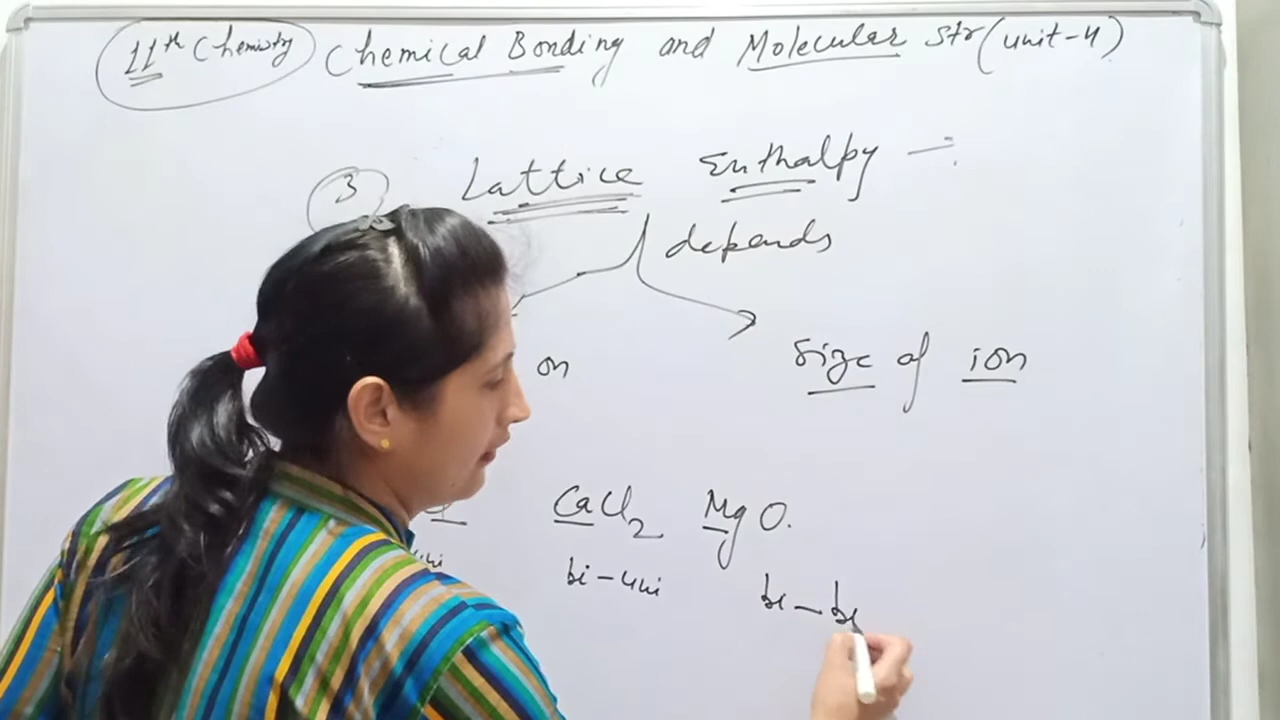 11th Chemistry Chemical Bonding and Molecular Str (unit-4)
3 Lattice Enthalpy -:
depends
on Size of ion
CaCl2 MgO.
bi-uni bi-bi